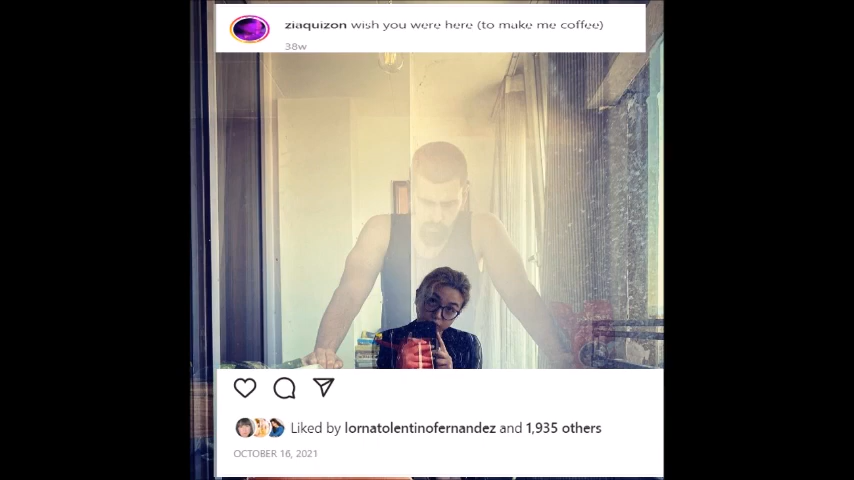 ziaquizon wish you were here (to make me coffee)
38w
Liked by lornatolentinofernandez and 1,935 others
OCTOBER 16, 2021